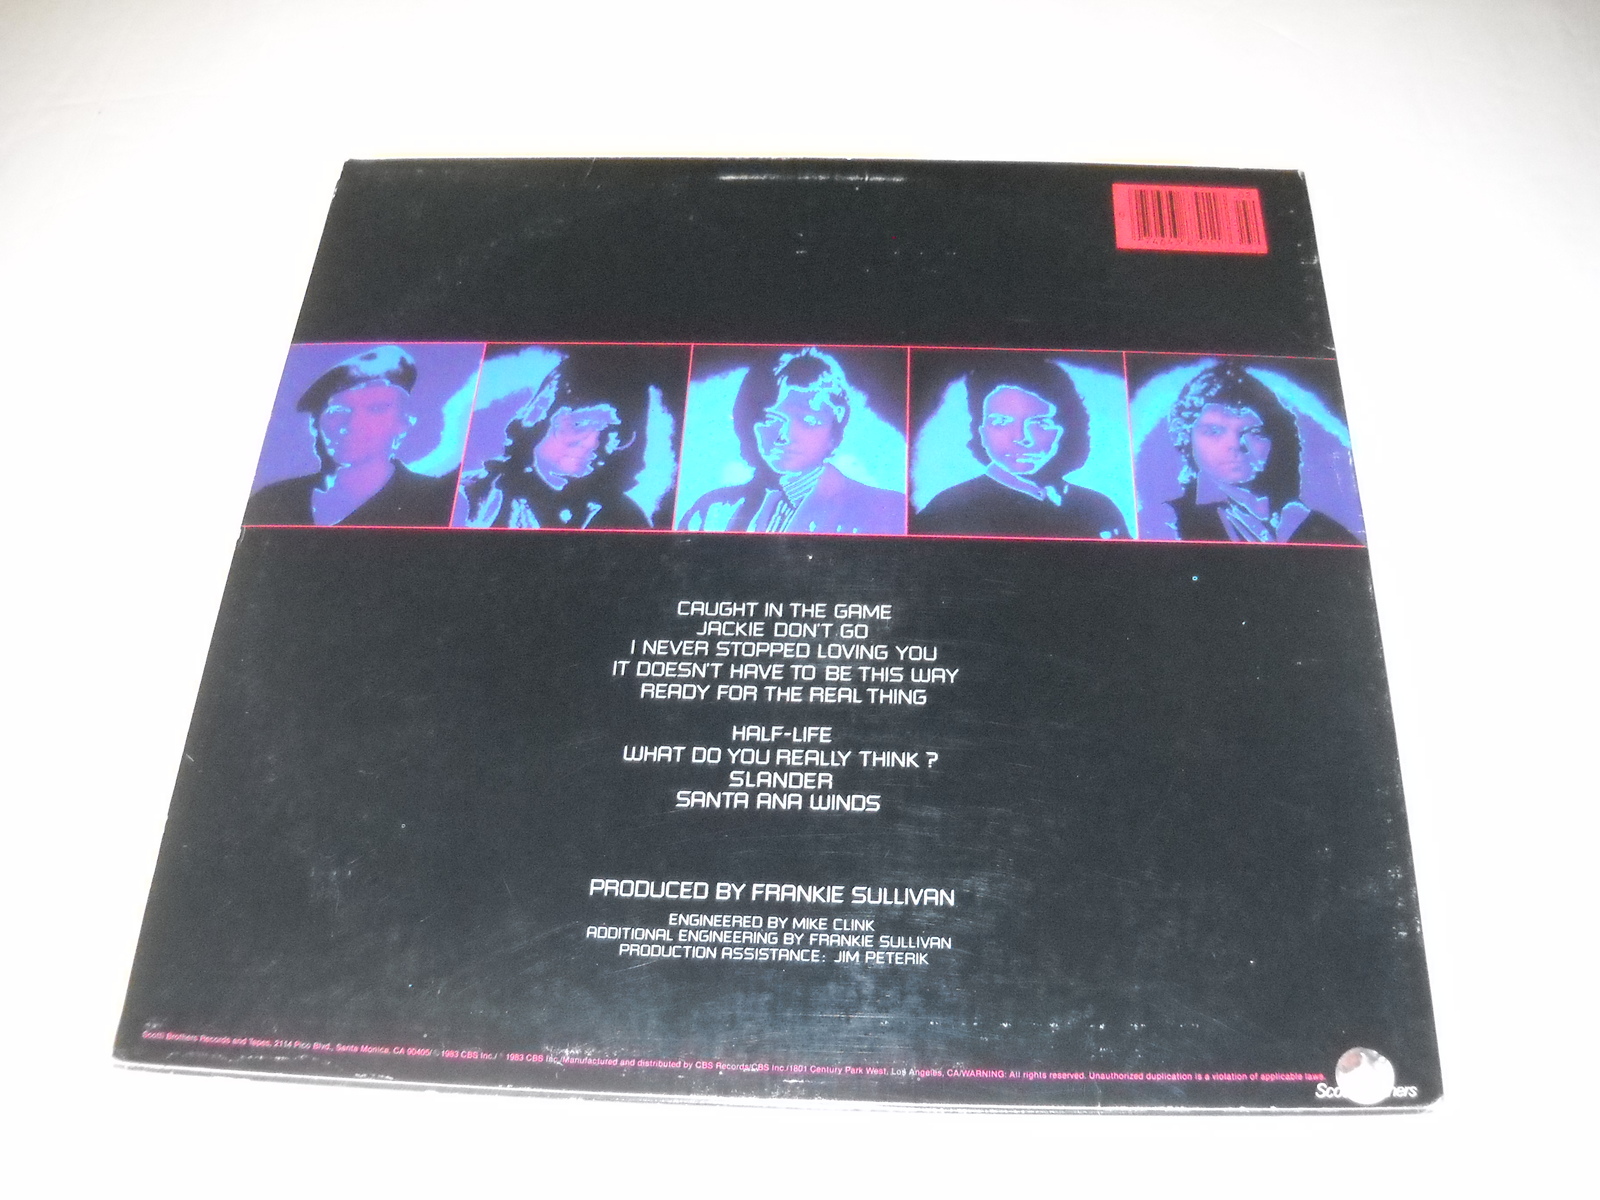 CAUGHT IN THE GAME
JACKIE DON'T GO
I NEVER STOPPED LOVING YOU
IT DOESN'T HAVE TO BE THIS WAY
READY FOR THE REAL THING
HALF-LIFE
WHAT DO YOU REALLY THINK ?
SLANDER
SANTA ANA WINDS
PRODUCED BY FRANKIE SULLIVAN
ENGINEERED BY MIKE CLINK
ADDITIONAL ENGINEERING BY FRANKIE SULLIVAN
PRODUCTION ASSISTANCE: JIM PETERIK
Scotti Brothers Records and Tapes, 2114 Pico Blvd., Santa Monica, CA 90405/ © 1983 CBS Inc./ ℗ 1983 CBS Inc./Manufactured and distributed by CBS Records/CBS Inc./1801 Century Park West, Los Angeles, CA/WARNING: All rights reserved. Unauthorized duplication is a violation of applicable laws.